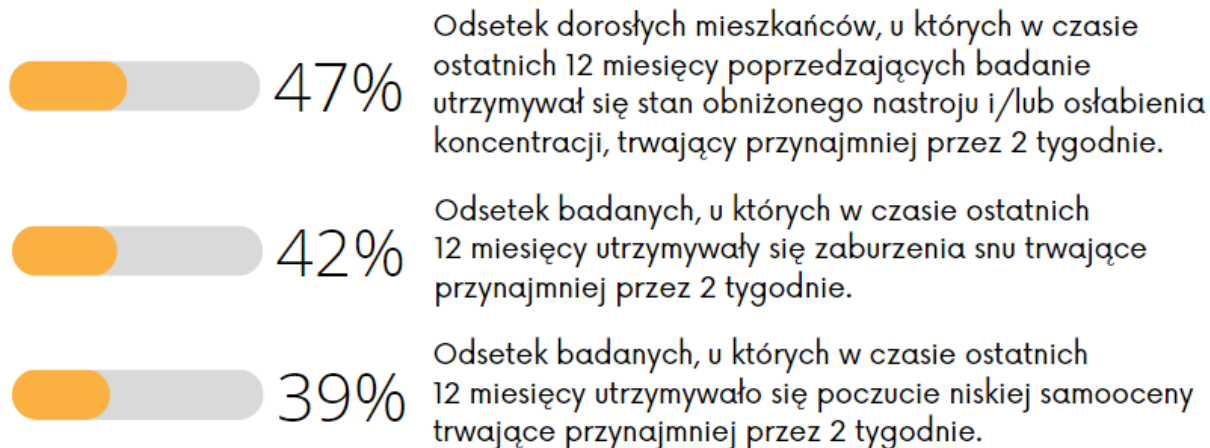 47%
Odsetek dorosłych mieszkańców, u których w czasie
ostatnich 12 miesięcy poprzedzających badanie
utrzymywał się stan obniżonego nastroju i/lub osłabienia
koncentracji, trwający przynajmniej przez 2 tygodnie.
42%
Odsetek badanych, u których w czasie ostatnich
12 miesięcy utrzymywały się zaburzenia snu trwające
przynajmniej przez 2 tygodnie.
39%
Odsetek badanych, u których w czasie ostatnich
12 miesięcy utrzymywało się poczucie niskiej samooceny
trwające przynajmniej przez 2 tygodnie.